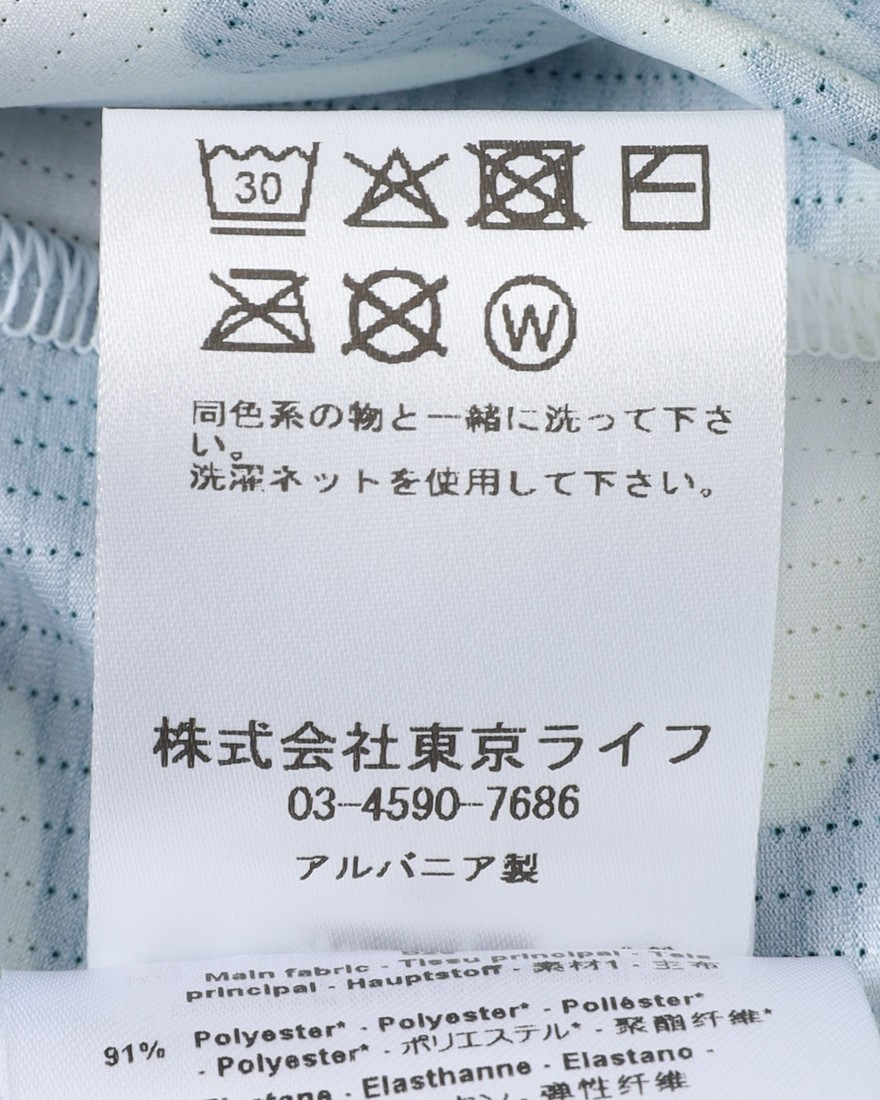 30
W
同色系の物と一緒に洗って下さ
い。
洗濯ネットを使用して下さい。
株式会社東京ライフ
03-4590-7686
アルバニア製
Main fabric - Tissu principal - Tela
principal - Hauptstoff - 素材1 - 主布
91% Polyester* - Polyester* - Poliéster*
- Polyester* - ポリエステル* - 聚酯纤维*
Elasthanne - Elastano -
弹性纤维